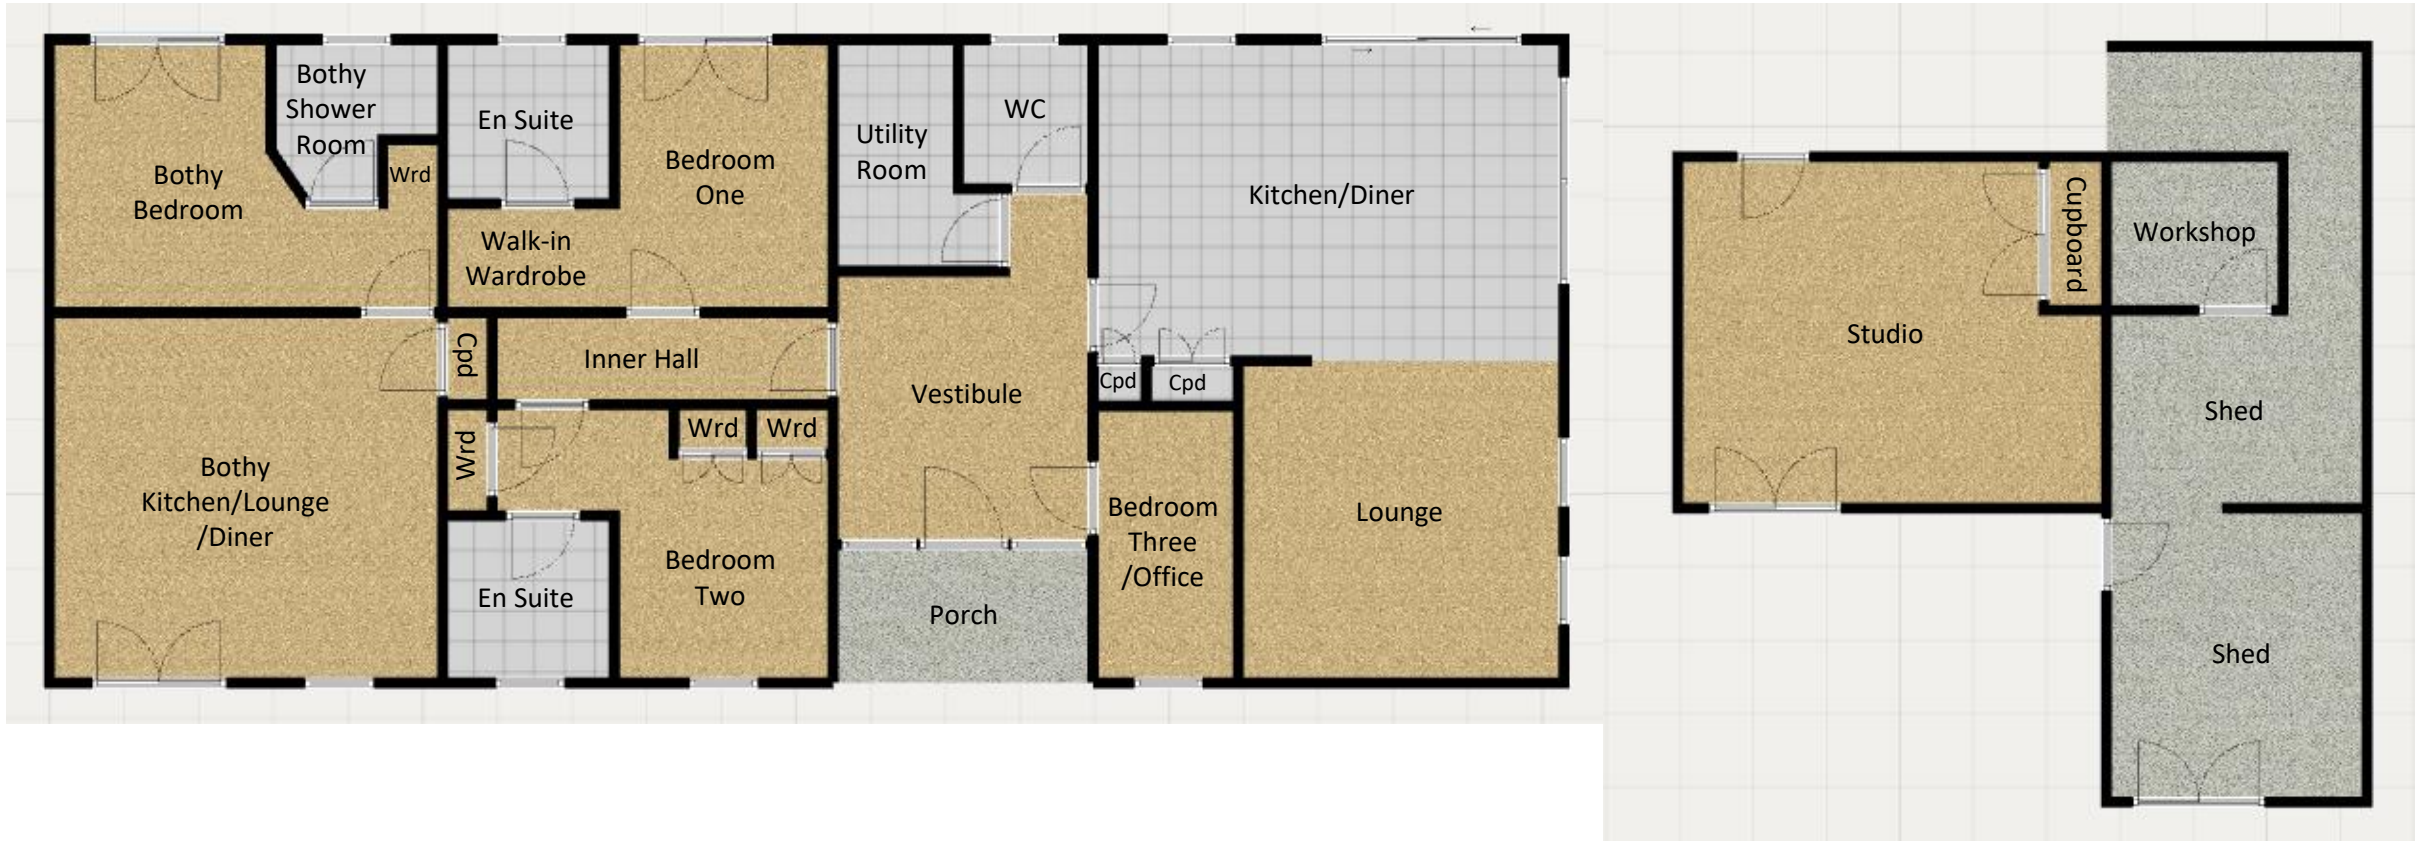 Bothy
Shower
Room
Wrd
Bothy
Bedroom
En Suite
Bedroom
One
Walk-in
Wardrobe
Utility
Room
WC
Kitchen/Diner
Cpd
Inner Hall
Vestibule
Cpd
Cpd
Bothy
Kitchen/Lounge
/Diner
Wrd
Wrd
Wrd
En Suite
Bedroom
Two
Porch
Bedroom
Three
/Office
Lounge
Studio
Cupboard
Workshop
Shed
Shed